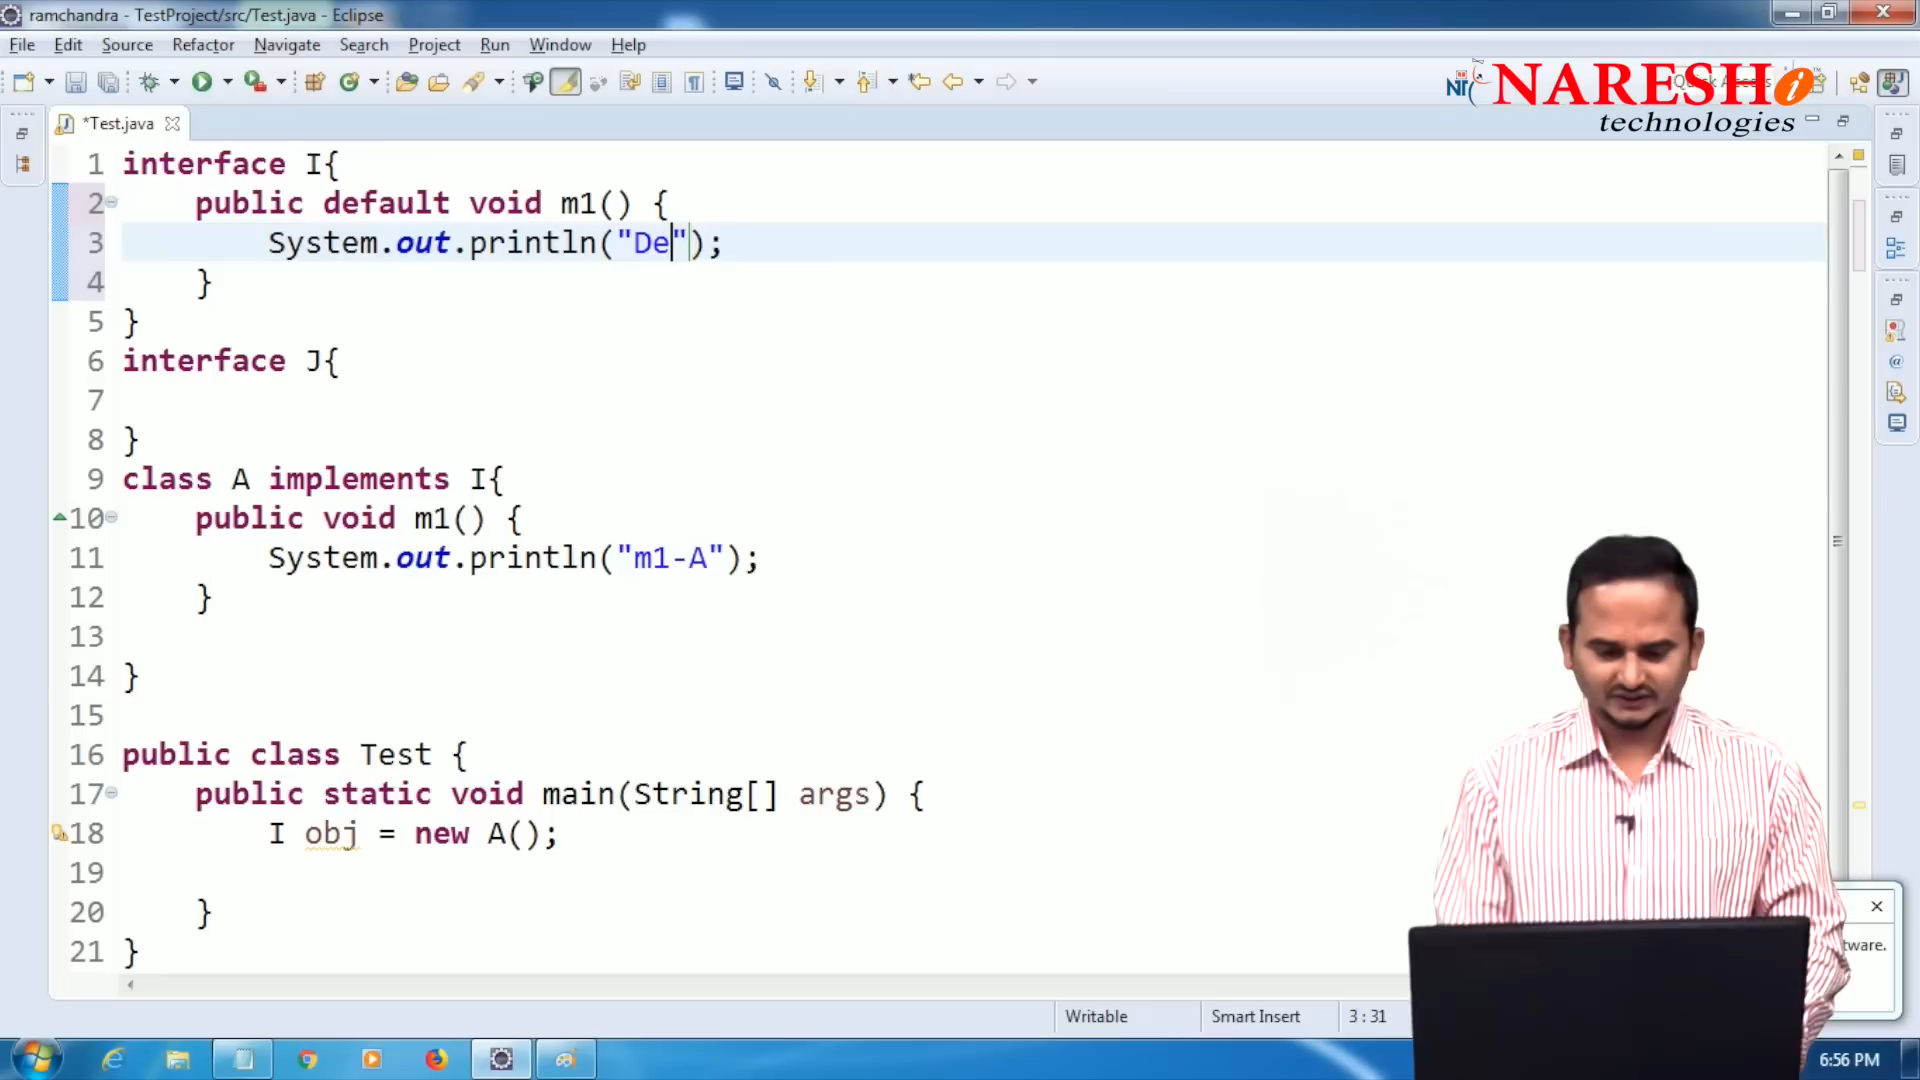 ramchandra - TestProject/src/Test.java - Eclipse
File Edit Source Refactor Navigate Search Project Run Window Help
NARESH i
technologies
*Test.java
1 interface I{
2 public default void m1() {
3 System.out.println("De");
4 }
5 }
6 interface J{
7
8 }
9 class A implements I{
10 public void m1() {
11 System.out.println("m1-A");
12 }
13
14 }
15
16 public class Test {
17 public static void main(String[] args) {
18 I obj = new A();
19
20 }
21 }
tware.
Writable Smart Insert 3 : 31
6:56 PM